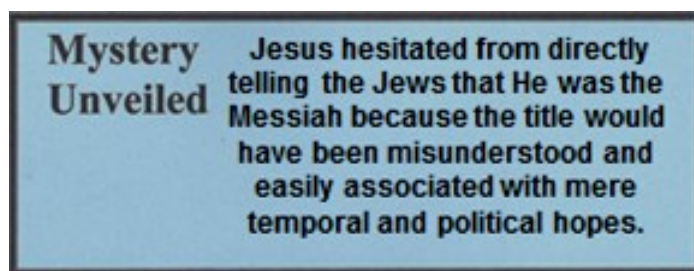 Mystery
Unveiled
Jesus hesitated from directly
telling the Jews that He was the
Messiah because the title would
have been misunderstood and
easily associated with mere
temporal and political hopes.